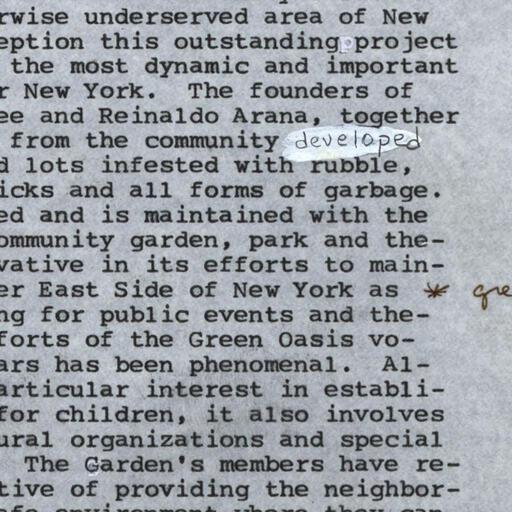 rwise underserved area of New
eption this outstanding project
the most dynamic and important
r New York. The founders of
ee and Reinaldo Arana, together
from the community developed
d lots infested with rubble,
icks and all forms of garbage.
ed and is maintained with the
ommunity garden, park and the-
vative in its efforts to main-
er East Side of New York as * gre
ng for public events and the-
forts of the Green Oasis vo-
ars has been phenomenal. Al-
articular interest in establi-
for children, it also involves
ural organizations and special
The Garden's members have re-
tive of providing the neighbor-
afe environment where they can